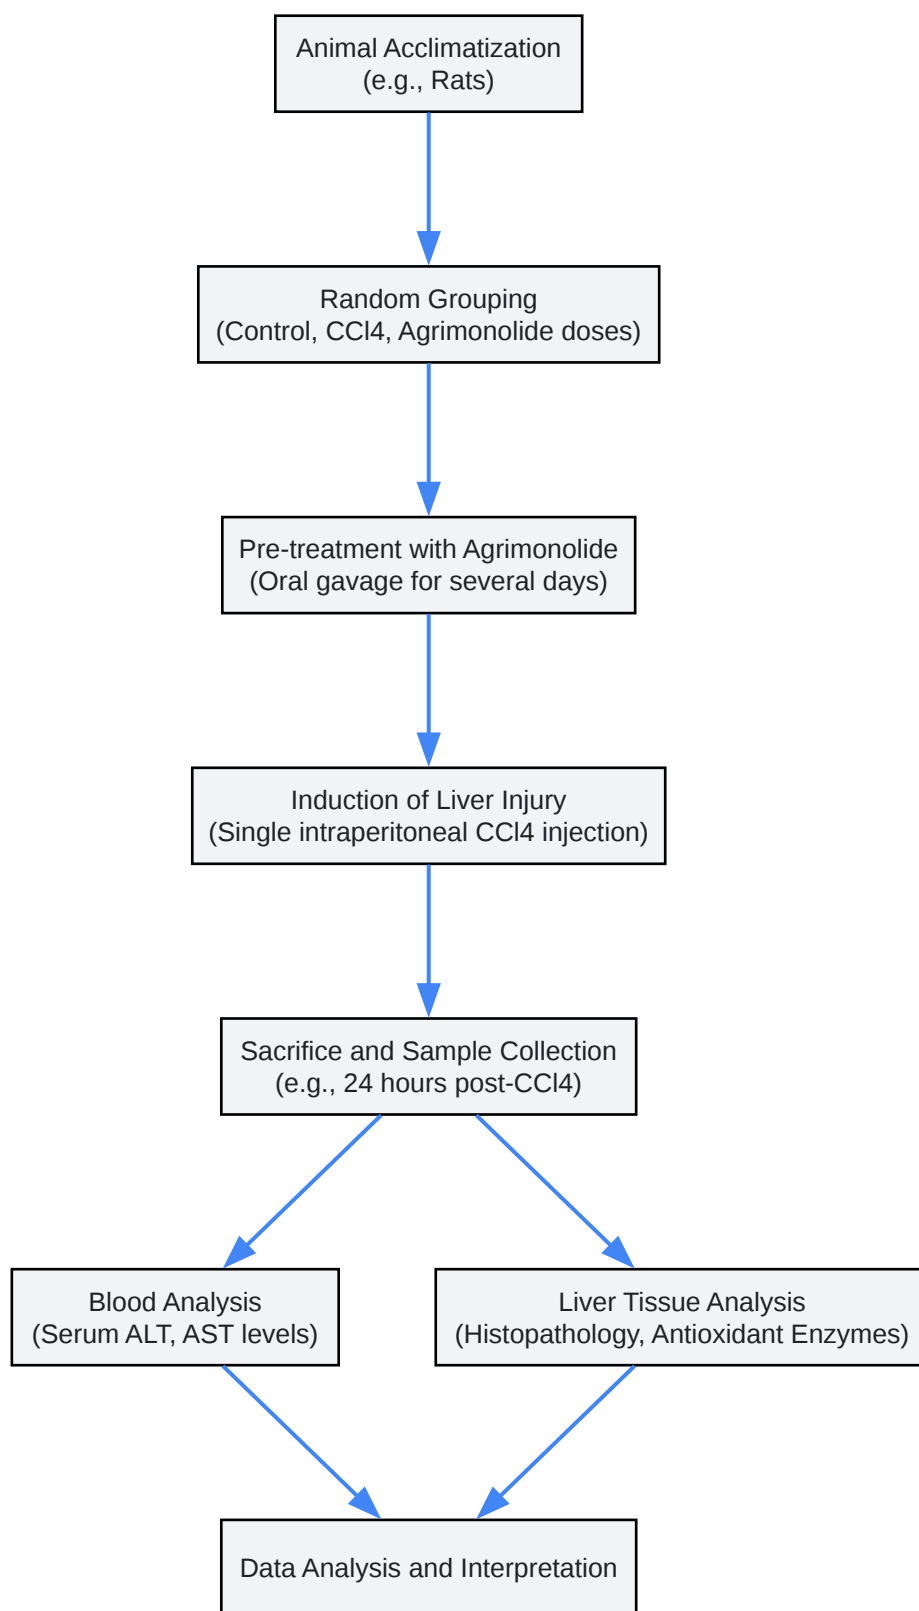 Animal Acclimatization
(e.g., Rats)
Random Grouping
(Control, CCl4, Agrimonolide doses)
Pre-treatment with Agrimonolide
(Oral gavage for several days)
Induction of Liver Injury
(Single intraperitoneal CCl4 injection)
Sacrifice and Sample Collection
(e.g., 24 hours post-CCl4)
Blood Analysis
(Serum ALT, AST levels)
Liver Tissue Analysis
(Histopathology, Antioxidant Enzymes)
Data Analysis and Interpretation